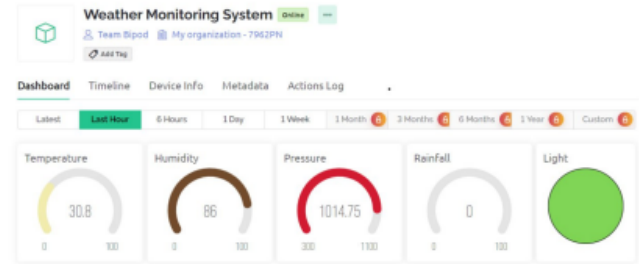 Weather Monitoring System Online ...
Team Bipod My organization - 7962PN
Add Tag
Dashboard Timeline Device Info Metadata Actions Log
Latest Last Hour 6 Hours 1 Day 1 Week 1 Month 3 Months 6 Months 1 Year Custom
Temperature Humidity Pressure Rainfall Light
30.8 86 1014.75 0
0 100 0 100 300 1100 0 100